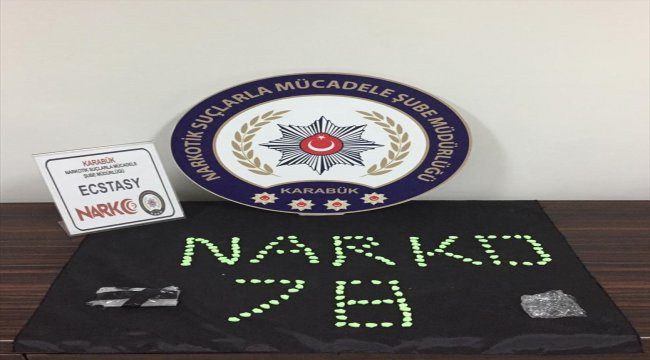 NARKOTİK SUÇLARLA MÜCADELE ŞUBE MÜDÜRLÜĞÜ
KARABÜK
KARABÜK
NARKOTİK SUÇLARLA MÜCADELE
ŞUBE MÜDÜRLÜĞÜ
ECSTASY
NARKO
NARKO
78